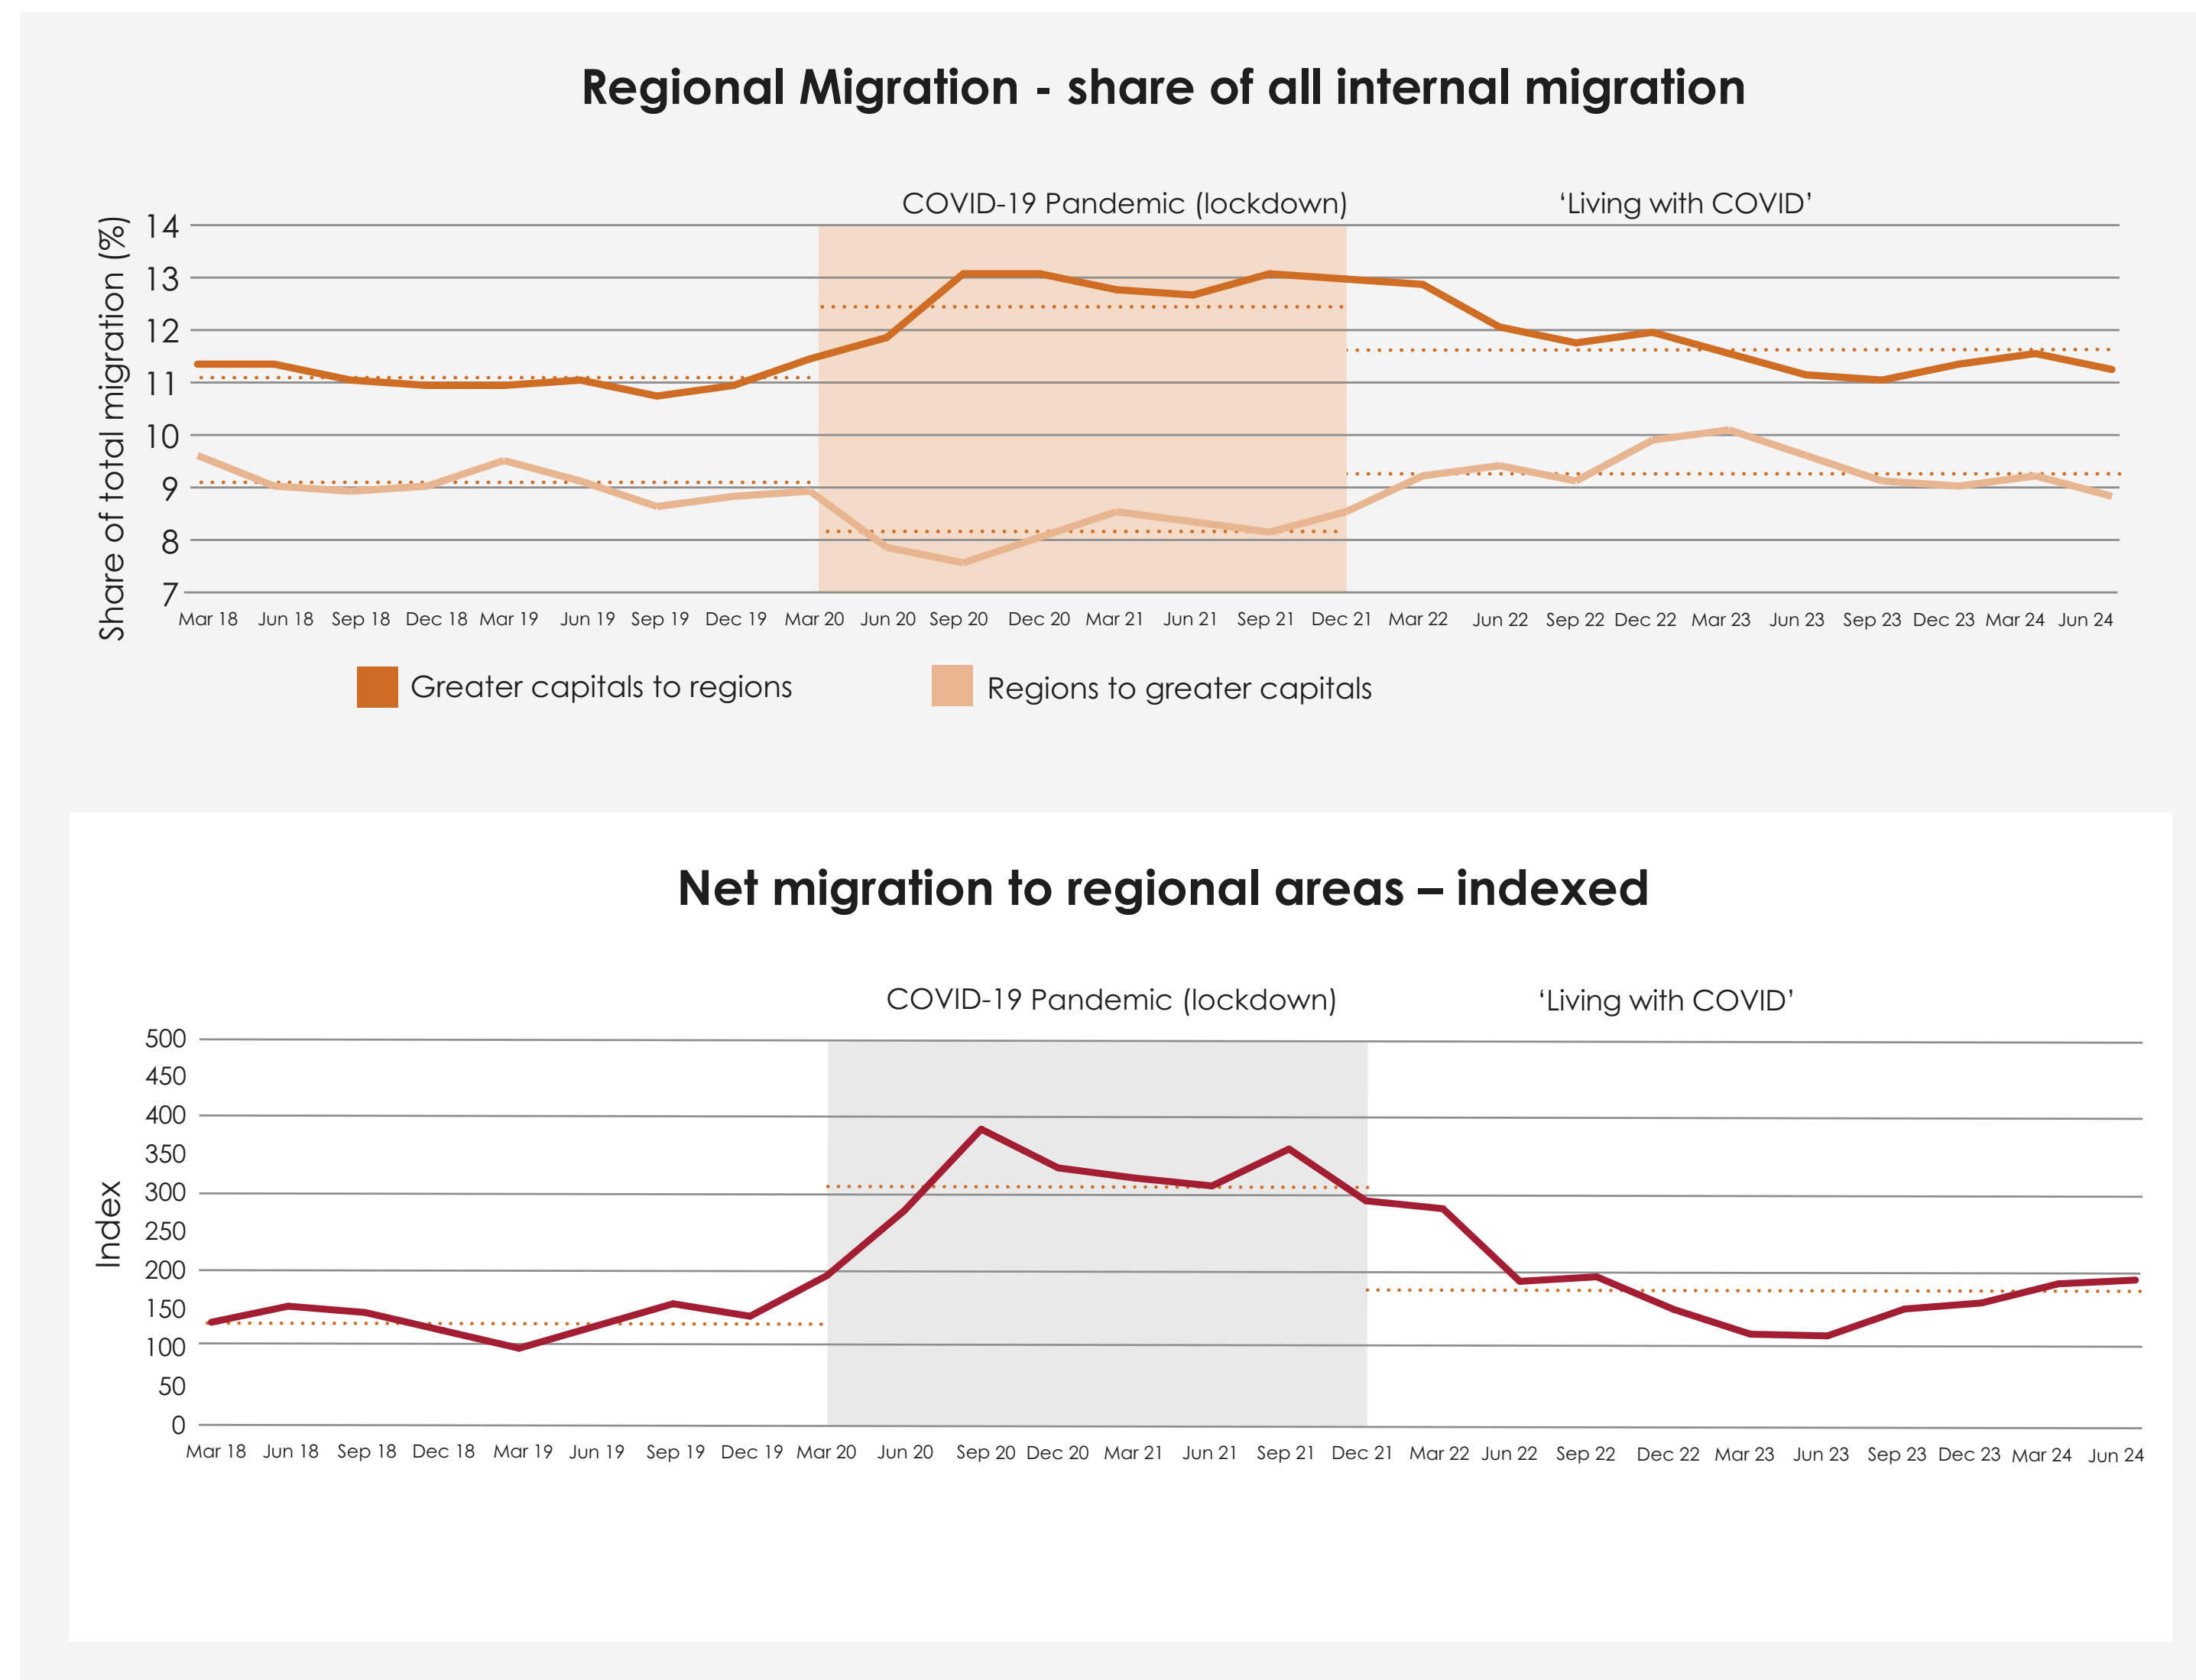 Regional Migration - share of all internal migration
COVID-19 Pandemic (lockdown)
‘Living with COVID’
Share of total migration (%)
14
13
12
11
10
9
8
7
Mar 18 Jun 18 Sep 18 Dec 18 Mar 19 Jun 19 Sep 19 Dec 19 Mar 20 Jun 20 Sep 20 Dec 20 Mar 21 Jun 21 Sep 21 Dec 21 Mar 22 Jun 22 Sep 22 Dec 22 Mar 23 Jun 23 Sep 23 Dec 23 Mar 24 Jun 24
Greater capitals to regions
Regions to greater capitals
Net migration to regional areas – indexed
COVID-19 Pandemic (lockdown)
‘Living with COVID’
Index
500
450
400
350
300
250
200
150
100
50
0
Mar 18 Jun 18 Sep 18 Dec 18 Mar 19 Jun 19 Sep 19 Dec 19 Mar 20 Jun 20 Sep 20 Dec 20 Mar 21 Jun 21 Sep 21 Dec 21 Mar 22 Jun 22 Sep 22 Dec 22 Mar 23 Jun 23 Sep 23 Dec 23 Mar 24 Jun 24